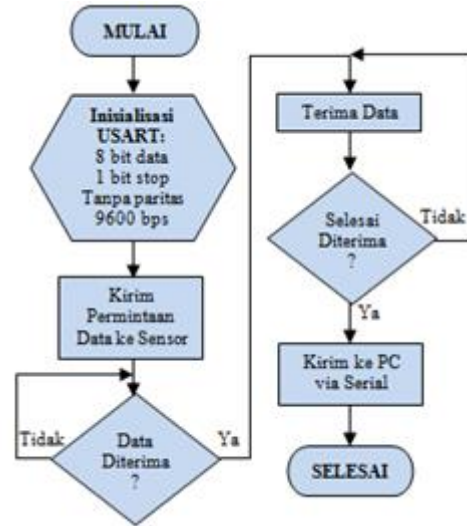 MULAI
Inisialisasi
USART:
8 bit data
1 bit stop
Tanpa paritas
9600 bps
Kirim
Permintaan
Data ke Sensor
Tidak
Data
Diterima
?
Ya
Terima Data
Selesai
Diterima
?
Tidak
Ya
Kirim ke PC
via Serial
SELESAI